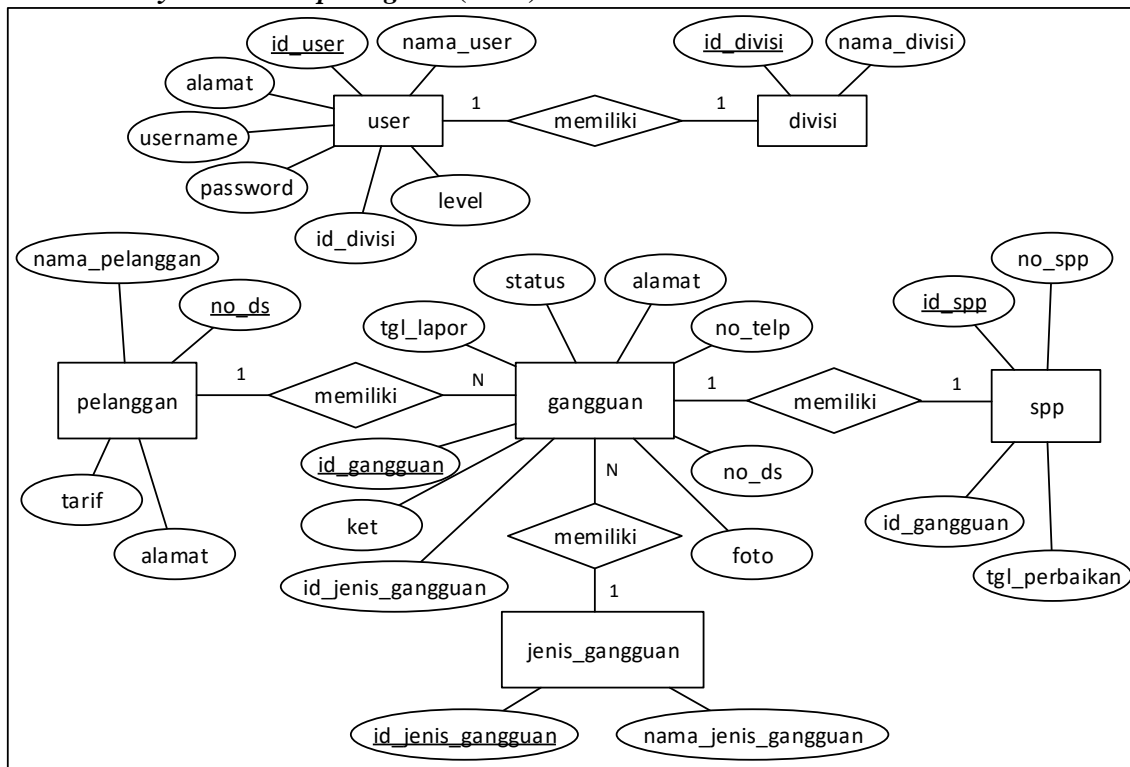 id_user
nama_user
id_divisi
nama_divisi
alamat
user
1
memiliki
1
divisi
username
password
level
id_divisi
nama_pelanggan
no_ds
status
alamat
no_spp
id_spp
tgl_lapor
no_telp
pelanggan
1
memiliki
N
gangguan
1
memiliki
1
spp
id_gangguan
no_ds
tarif
ket
N
memiliki
foto
id_gangguan
alamat
id_jenis_gangguan
tgl_perbaikan
1
jenis_gangguan
id_jenis_gangguan
nama_jenis_gangguan